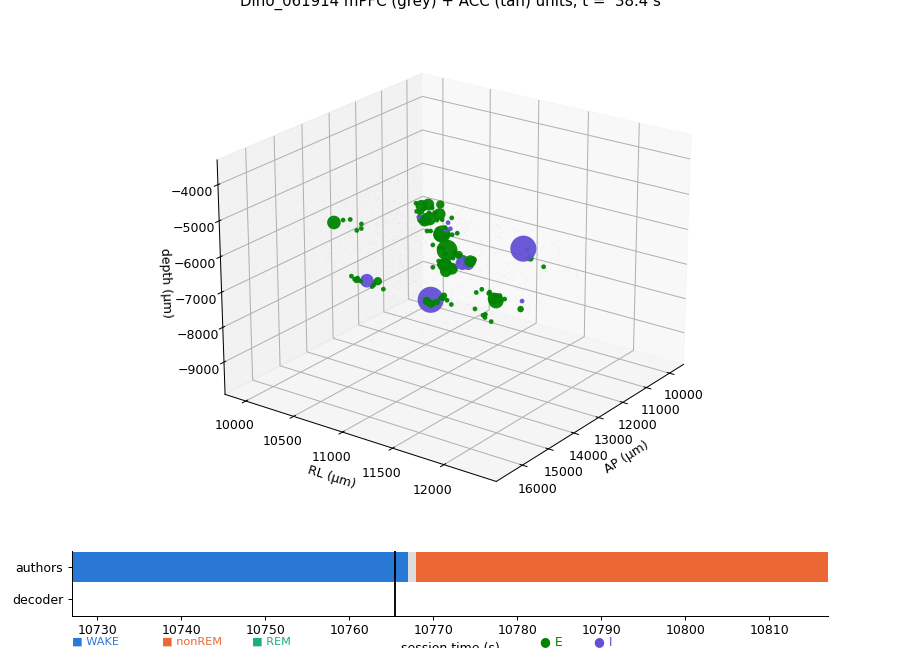 Dino_061914 mPFC (grey) + ACC (tan) units, t = 38.4 s
−4000
−5000
−6000
−7000
−8000
−9000
depth (µm)
10000
10500
11000
11500
12000
RL (µm)
10000
11000
12000
13000
14000
15000
16000
AP (µm)
authors
decoder
10730
10740
10750
10760
10770
10780
10790
10800
10810
session time (s)
WAKE
nonREM
REM
E
I